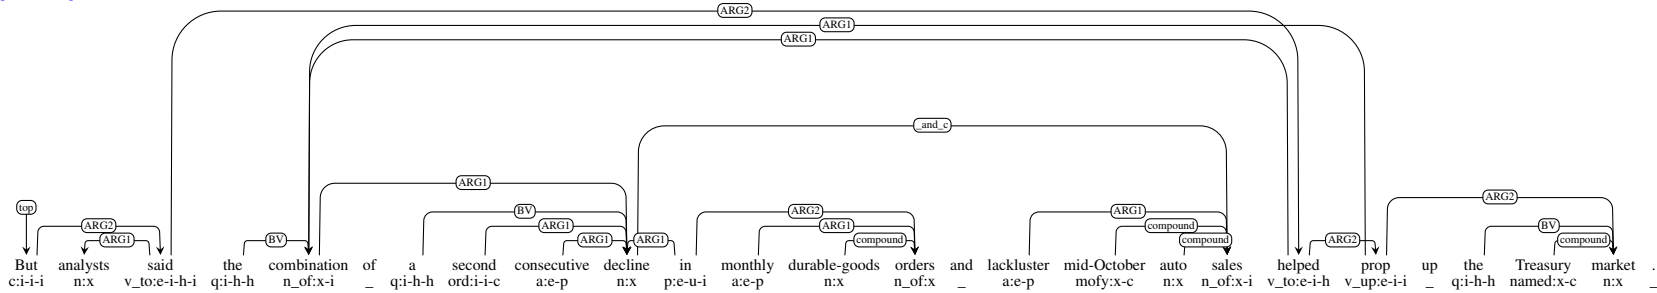 ARG2
ARG1
ARG1
_and_c
ARG1
ARG2
top
BV
ARG2
ARG1
ARG2
ARG1
ARG1
compound
BV
ARG1
BV
ARG1
ARG1
compound
compound
ARG2
compound
But analysts said the combination of a second consecutive decline in monthly durable-goods orders and lackluster mid-October auto sales helped prop up the Treasury market .
c:i-i-i n:x v_to:e-i-h-i q:i-h-h n_of:x-i _ q:i-h-h ord:i-i-c a:e-p n:x p:e-u-i a:e-p n:x n_of:x _ a:e-p mofy:x-c n:x n_of:x-i v_to:e-i-h v_up:e-i-i _ q:i-h-h named:x-c n:x _